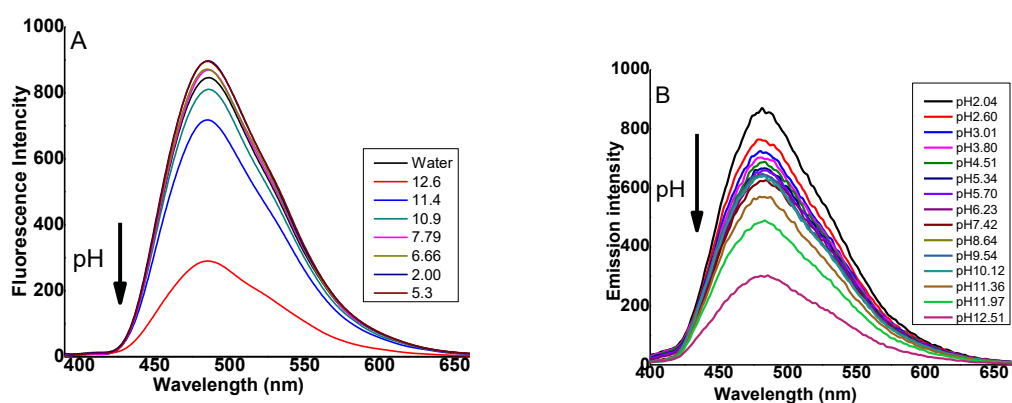 A
1000
800
600
400
200
0
Fluorescence Intencity
pH
400 450 500 550 600 650
Wavelength (nm)
Water
12.6
11.4
10.9
7.79
6.66
2.00
5.3
B
1000
800
600
400
200
0
Emission intensity
pH
400 450 500 550 600 650
Wavelength (nm)
pH2.04
pH2.60
pH3.01
pH3.80
pH4.51
pH5.34
pH5.70
pH6.23
pH7.42
pH8.64
pH9.54
pH10.12
pH11.36
pH11.97
pH12.51